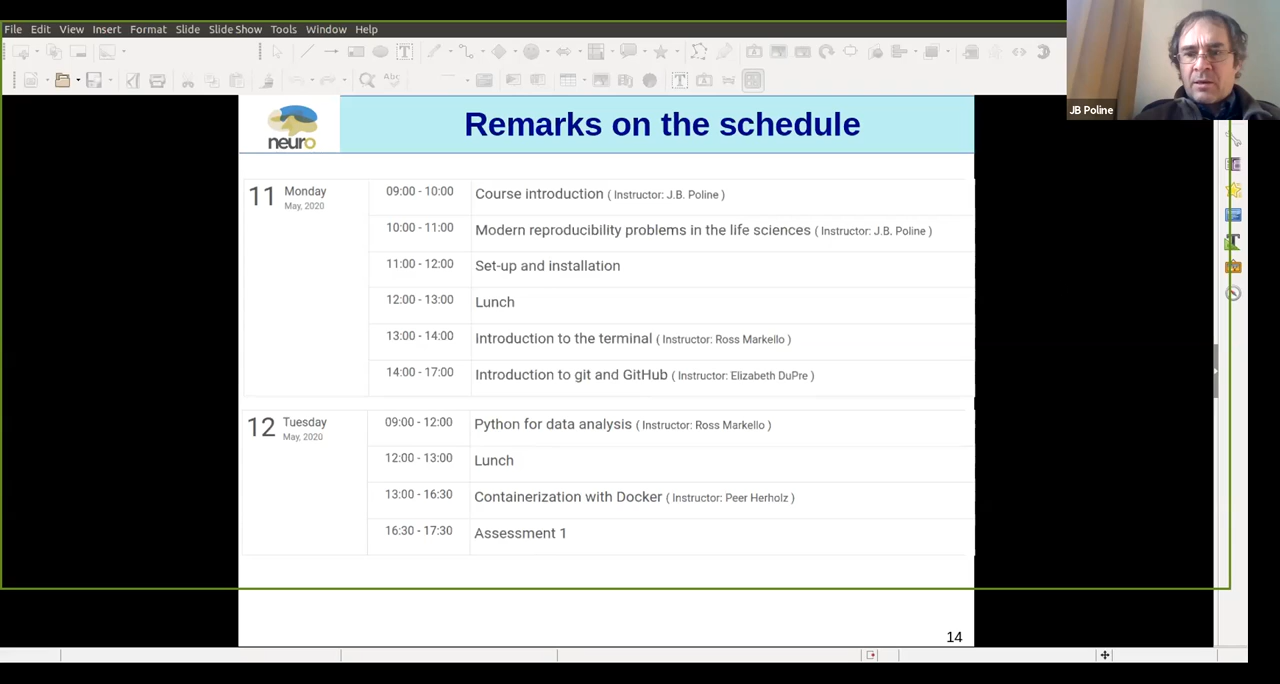 File Edit View Insert Format Slide Slide Show Tools Window Help
JB Poline
neuro
Remarks on the schedule
11 Monday
May, 2020
09:00 - 10:00 Course introduction ( Instructor: J.B. Poline )
10:00 - 11:00 Modern reproducibility problems in the life sciences ( Instructor: J.B. Poline )
11:00 - 12:00 Set-up and installation
12:00 - 13:00 Lunch
13:00 - 14:00 Introduction to the terminal ( Instructor: Ross Markello )
14:00 - 17:00 Introduction to git and GitHub ( Instructor: Elizabeth DuPre )
12 Tuesday
May, 2020
09:00 - 12:00 Python for data analysis ( Instructor: Ross Markello )
12:00 - 13:00 Lunch
13:00 - 16:30 Containerization with Docker ( Instructor: Peer Herholz )
16:30 - 17:30 Assessment 1
14